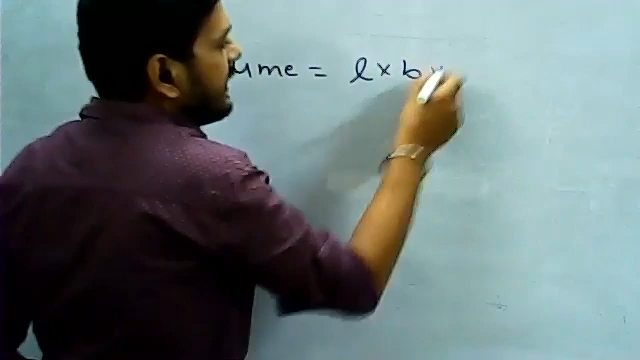 ume = l × b ×